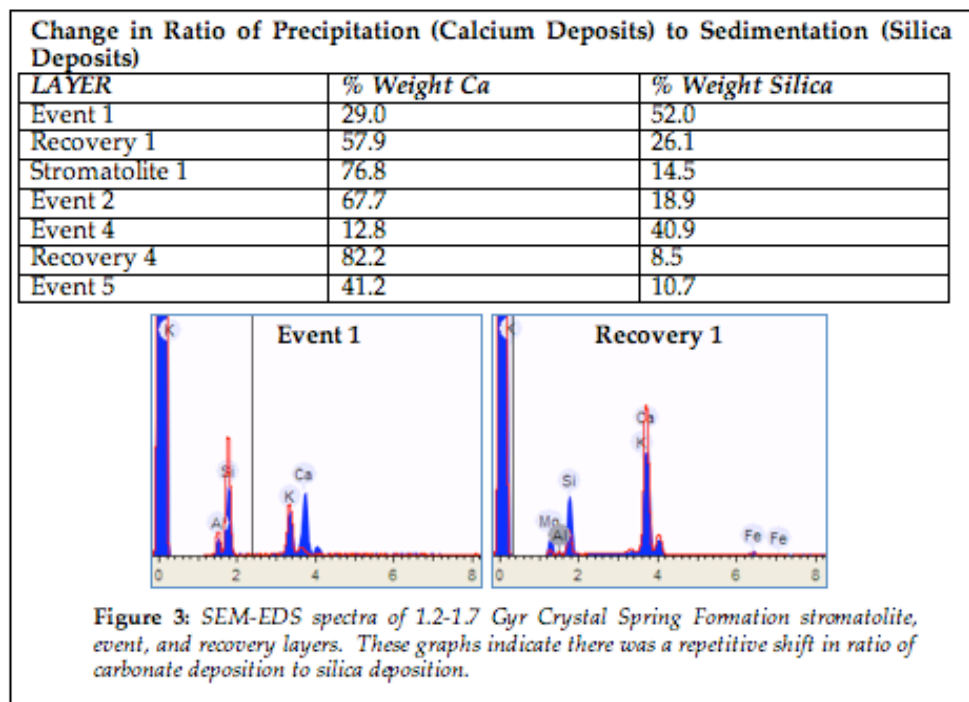 Change in Ratio of Precipitation (Calcium Deposits) to Sedimentation (Silica
Deposits)
LAYER % Weight Ca % Weight Silica
Event 1 29.0 52.0
Recovery 1 57.9 26.1
Stromatolite 1 76.8 14.5
Event 2 67.7 18.9
Event 4 12.8 40.9
Recovery 4 82.2 8.5
Event 5 41.2 10.7
Event 1
K
Si
Al
K
Ca
0 2 4 6 8
Recovery 1
K
Ca
K
Si
Mg
Al
Fe Fe
0 2 4 6 8
Figure 3: SEM-EDS spectra of 1.2-1.7 Gyr Crystal Spring Formation stromatolite,
event, and recovery layers. These graphs indicate there was a repetitive shift in ratio of
carbonate deposition to silica deposition.